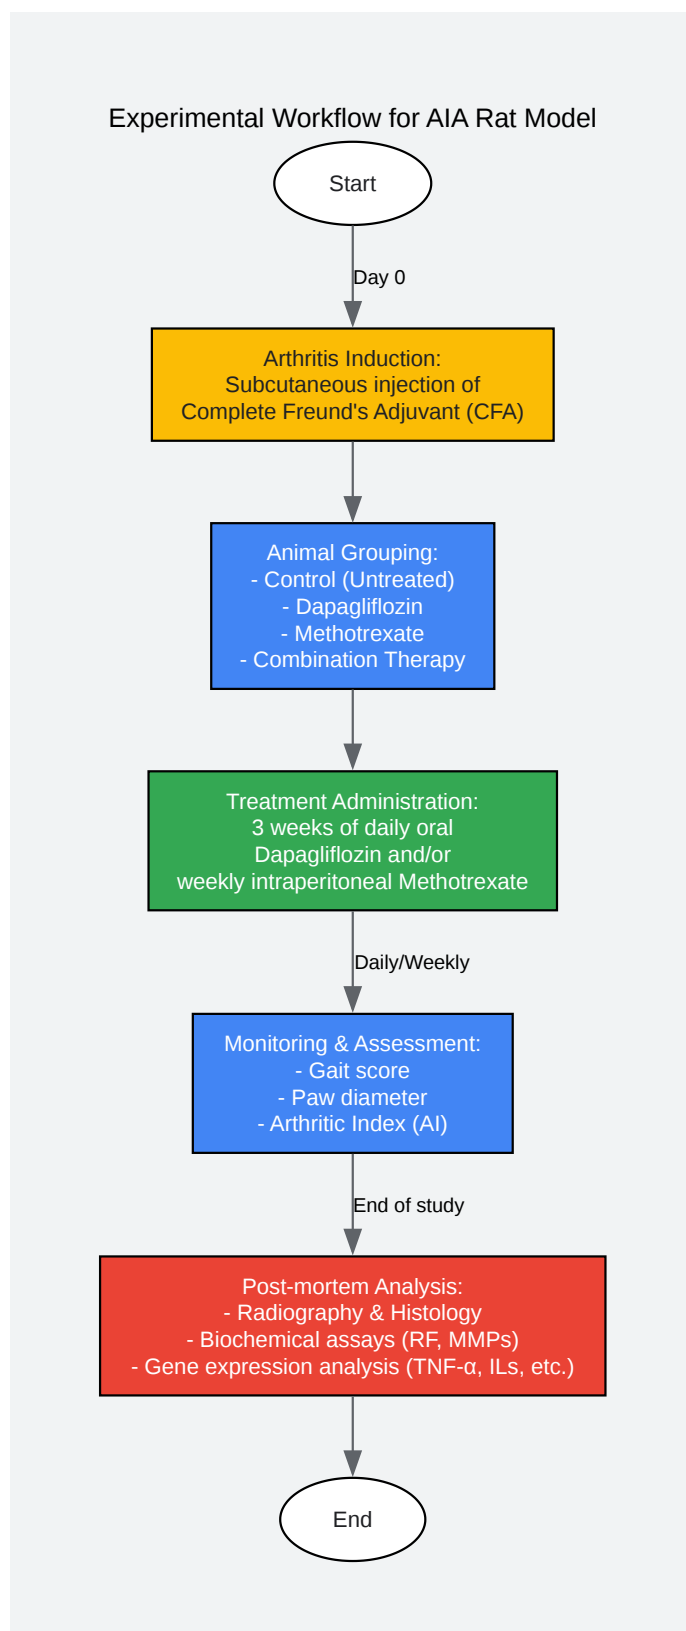 Experimental Workflow for AIA Rat Model
Start
Day 0
Arthritis Induction:
Subcutaneous injection of
Complete Freund's Adjuvant (CFA)
Animal Grouping:
- Control (Untreated)
- Dapagliflozin
- Methotrexate
- Combination Therapy
Treatment Administration:
3 weeks of daily oral
Dapagliflozin and/or
weekly intraperitoneal Methotrexate
Daily/Weekly
Monitoring & Assessment:
- Gait score
- Paw diameter
- Arthritic Index (AI)
End of study
Post-mortem Analysis:
- Radiography & Histology
- Biochemical assays (RF, MMPs)
- Gene expression analysis (TNF-α, ILs, etc.)
End